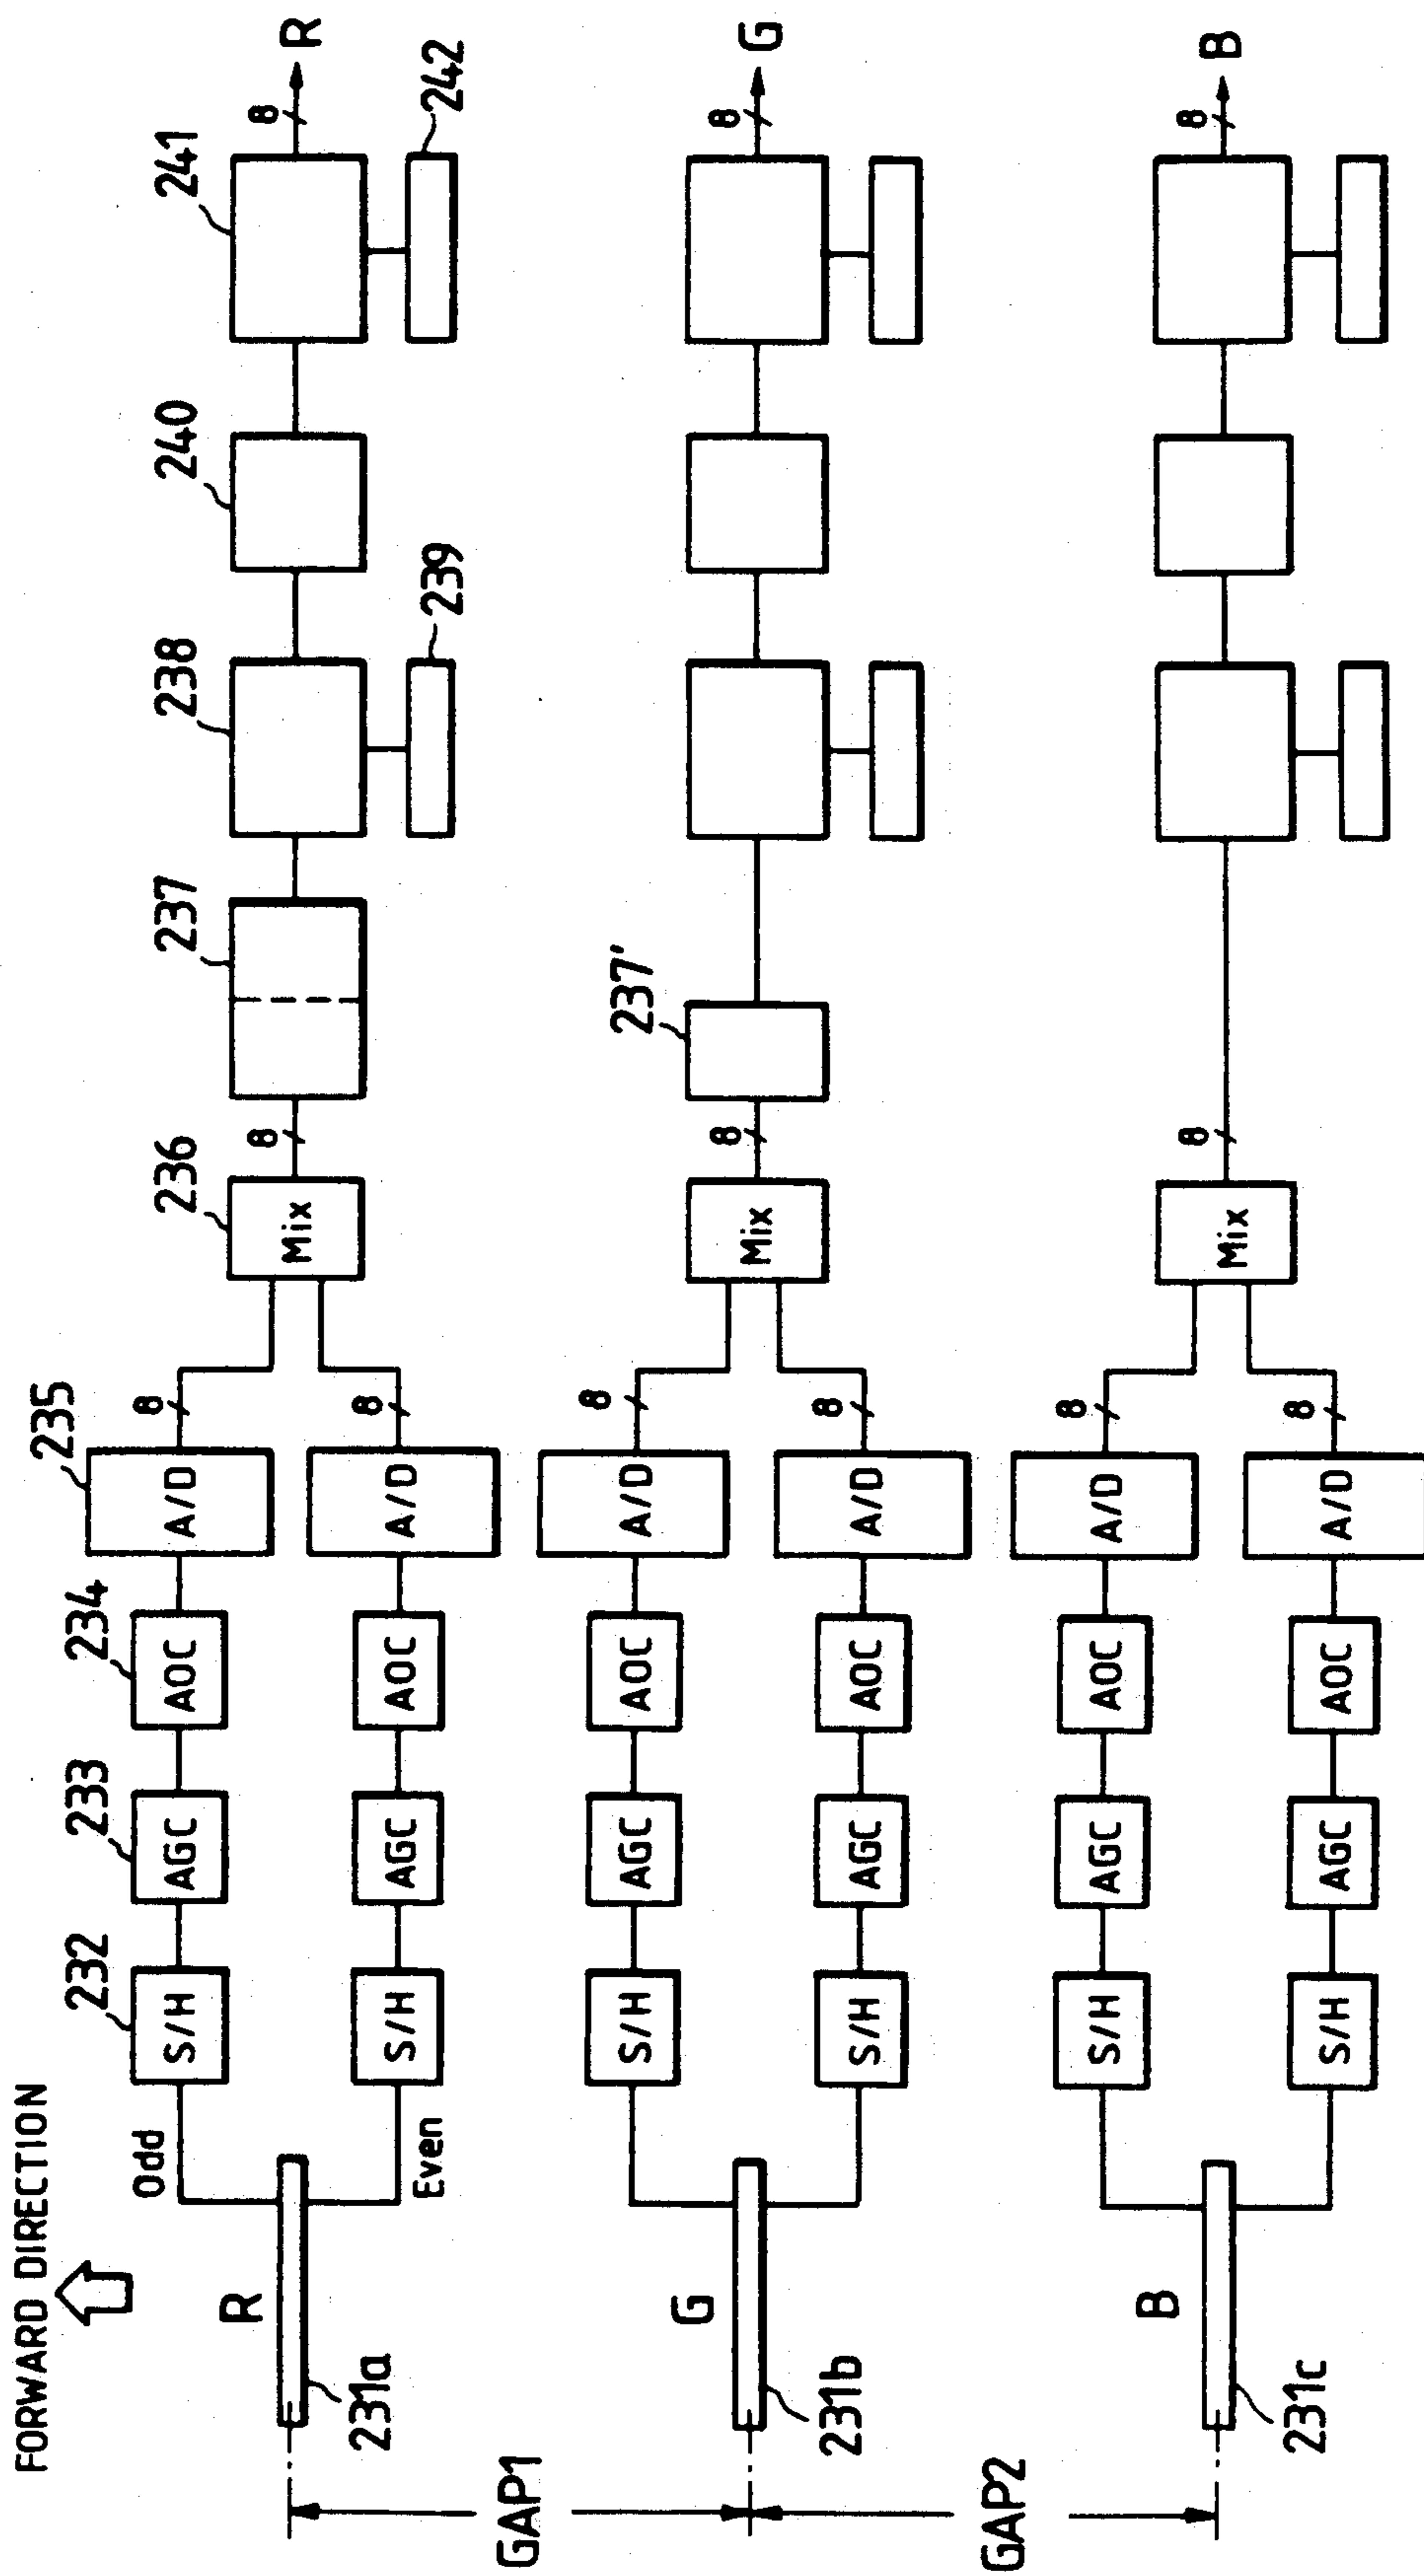 FORWARD DIRECTION
R
231a
Odd
Even
232
233
234
235
236
237
238
239
240
241
242
S/H
AGC
AOC
A/D
8
S/H
AGC
AOC
A/D
8
Mix
8
8
R
GAP1
G
231b
S/H
AGC
AOC
A/D
8
S/H
AGC
AOC
A/D
8
Mix
8
237'
8
G
GAP2
B
231c
S/H
AGC
AOC
A/D
8
S/H
AGC
AOC
A/D
8
Mix
8
8
B